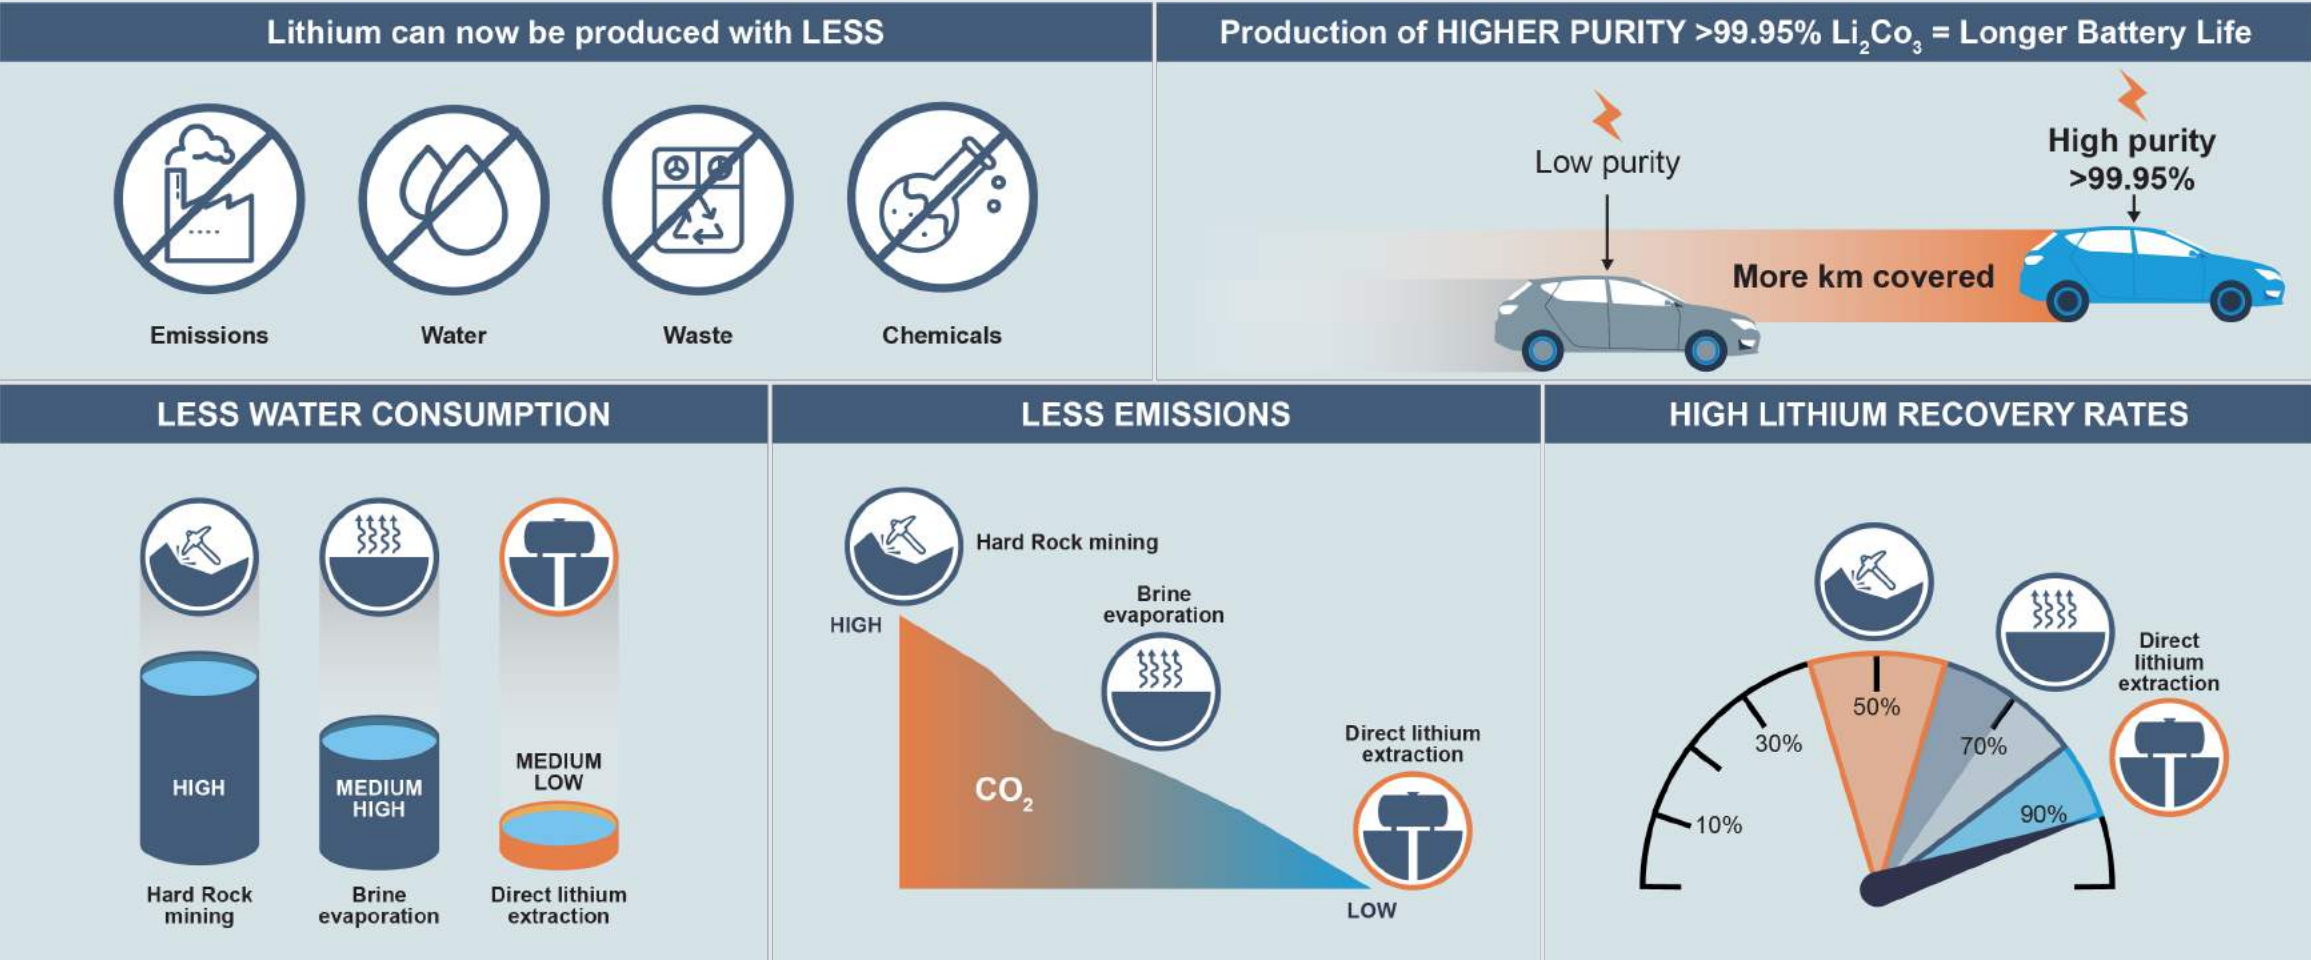 Lithium can now be produced with LESS
Emissions
Water
Waste
Chemicals
Production of HIGHER PURITY >99.95% Li₂Co₃ = Longer Battery Life
Low purity
High purity
>99.95%
More km covered
LESS WATER CONSUMPTION
HIGH
Hard Rock
mining
MEDIUM
HIGH
Brine
evaporation
MEDIUM
LOW
Direct lithium
extraction
LESS EMISSIONS
Hard Rock mining
HIGH
Brine
evaporation
CO₂
Direct lithium
extraction
LOW
HIGH LITHIUM RECOVERY RATES
10%
30%
50%
70%
90%
Direct
lithium
extraction